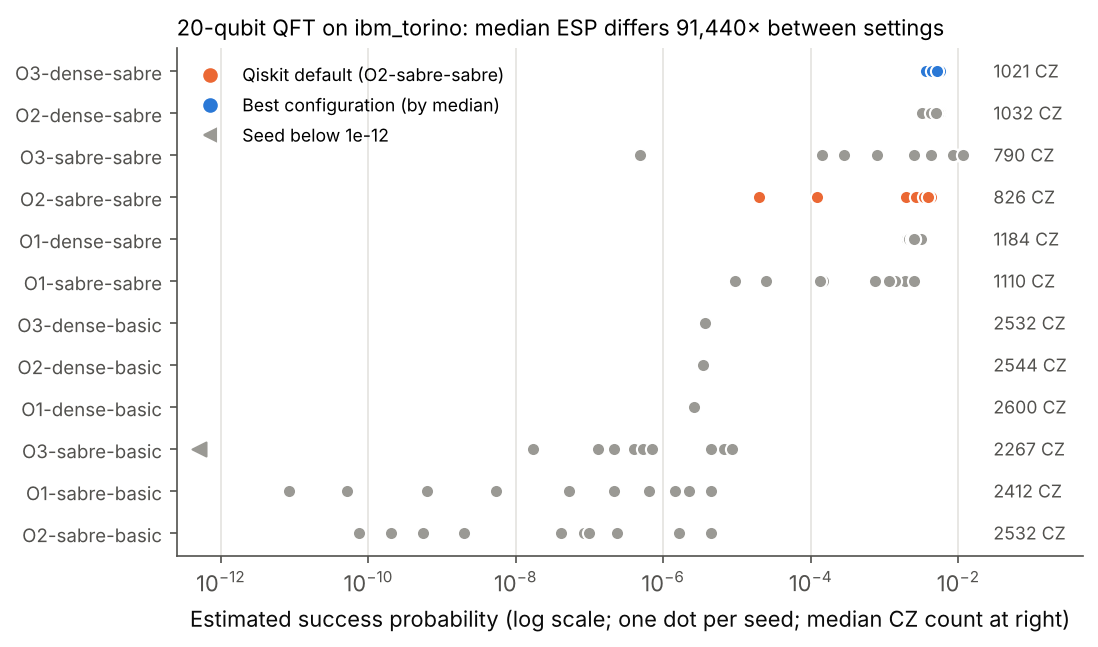 20-qubit QFT on ibm_torino: median ESP differs 91,440× between settings
Qiskit default (O2-sabre-sabre)
Best configuration (by median)
Seed below 1e-12
O3-dense-sabre 1021 CZ
O2-dense-sabre 1032 CZ
O3-sabre-sabre 790 CZ
O2-sabre-sabre 826 CZ
O1-dense-sabre 1184 CZ
O1-sabre-sabre 1110 CZ
O3-dense-basic 2532 CZ
O2-dense-basic 2544 CZ
O1-dense-basic 2600 CZ
O3-sabre-basic 2267 CZ
O1-sabre-basic 2412 CZ
O2-sabre-basic 2532 CZ
10⁻¹² 10⁻¹⁰ 10⁻⁸ 10⁻⁶ 10⁻⁴ 10⁻²
Estimated success probability (log scale; one dot per seed; median CZ count at right)